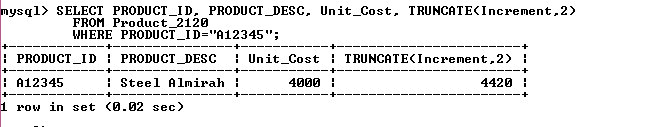 mysql> SELECT PRODUCT_ID, PRODUCT_DESC, Unit_Cost, TRUNCATE(Increment,2)
FROM Product_2120
WHERE PRODUCT_ID="A12345";
+------------+--------------+-----------+-----------------------+
| PRODUCT_ID | PRODUCT_DESC | Unit_Cost | TRUNCATE(Increment,2) |
+------------+--------------+-----------+-----------------------+
| A12345 | Steel Almirah | 4000 | 4420 |
+------------+--------------+-----------+-----------------------+
1 row in set (0.02 sec)